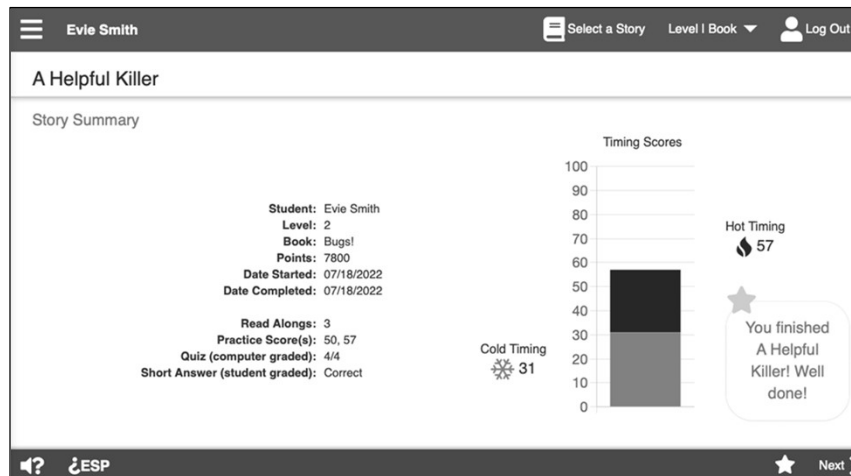 Evie Smith
Select a Story
Level | Book
Log Out
A Helpful Killer
Story Summary
Student: Evie Smith
Level: 2
Book: Bugs!
Points: 7800
Date Started: 07/18/2022
Date Completed: 07/18/2022
Read Alongs: 3
Practice Score(s): 50, 57
Quiz (computer graded): 4/4
Short Answer (student graded): Correct
Timing Scores
100
90
80
70
60
50
40
30
20
10
0
Cold Timing
31
Hot Timing
57
You finished
A Helpful
Killer! Well
done!
?
¿ESP
Next